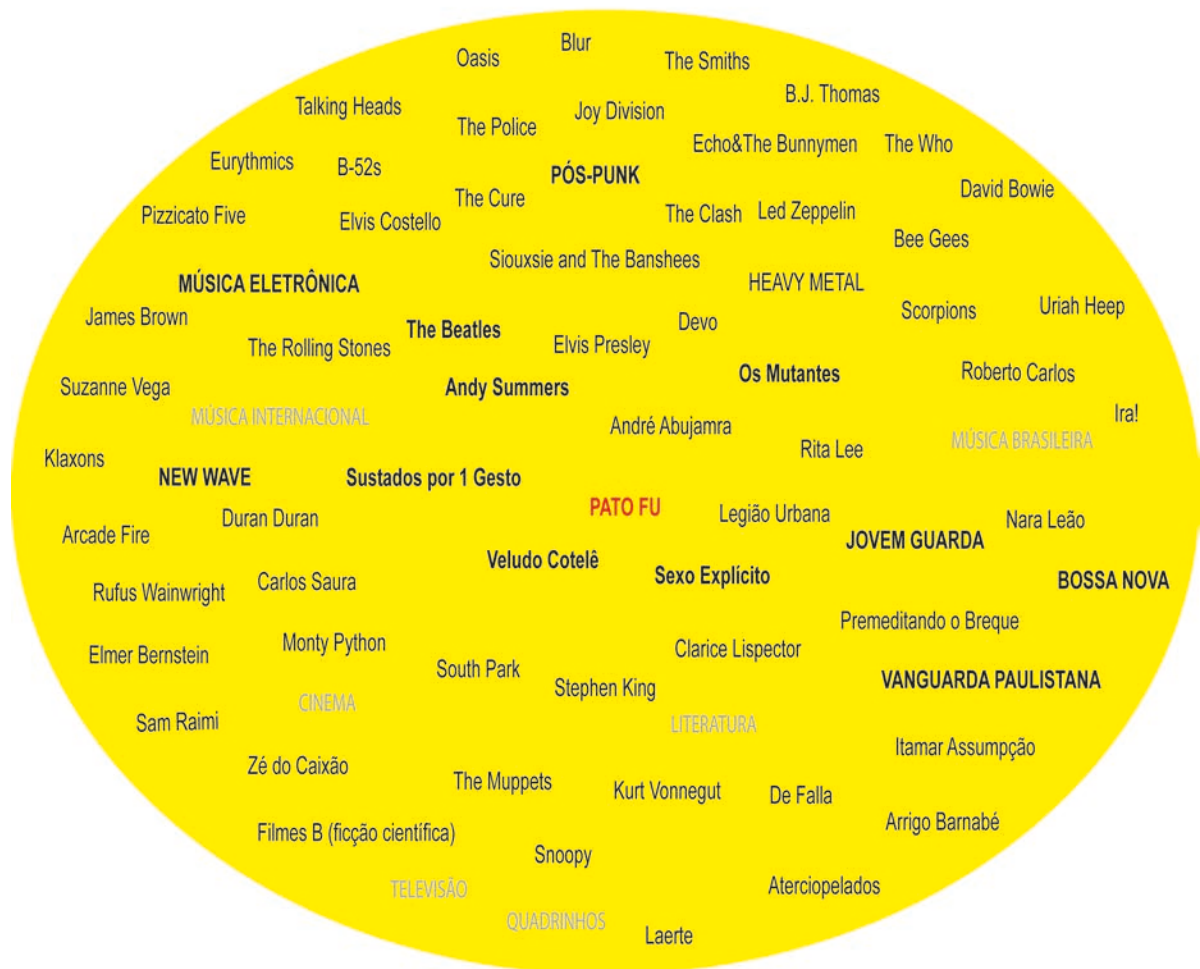 Blur
Oasis
The Smiths
B.J. Thomas
Talking Heads
Joy Division
The Police
Echo&The Bunnymen
The Who
Eurythmics
B-52s
PÓS-PUNK
David Bowie
The Cure
Pizzicato Five
Elvis Costello
The Clash
Led Zeppelin
Bee Gees
Siouxsie and The Banshees
MÚSICA ELETRÔNICA
HEAVY METAL
James Brown
Scorpions
Uriah Heep
The Beatles
Devo
The Rolling Stones
Elvis Presley
Suzanne Vega
Andy Summers
Os Mutantes
Roberto Carlos
MÚSICA INTERNACIONAL
André Abujamra
Ira!
MÚSICA BRASILEIRA
Klaxons
Rita Lee
NEW WAVE
Sustados por 1 Gesto
PATO FU
Duran Duran
Legião Urbana
Nara Leão
Arcade Fire
JOVEM GUARDA
Veludo Cotelê
Sexo Explícito
BOSSA NOVA
Rufus Wainwright
Carlos Saura
Premeditando o Breque
Elmer Bernstein
Monty Python
Clarice Lispector
South Park
Stephen King
VANGUARDA PAULISTANA
CINEMA
Sam Raimi
LITERATURA
Itamar Assumpção
Zé do Caixão
The Muppets
Kurt Vonnegut
De Falla
Arrigo Barnabé
Filmes B (ficção científica)
Snoopy
TELEVISÃO
Aterciopelados
QUADRINHOS
Laerte